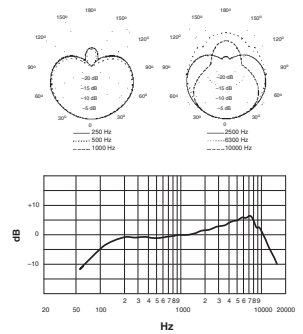 180° 180°
150° 150° 150° 150°
120° 120° 120° 120°
90° 90° 90° 90°
60° 60° 60° 60°
30° 30° 30° 30°
−20 dB −20 dB
−15 dB −15 dB
−10 dB −10 dB
−5 dB −5 dB
0 0
250 Hz 2500 Hz
500 Hz 6300 Hz
1000 Hz 10000 Hz
dB
+10
0
−10
2 3 4 5 6 7 8 9 2 3 4 5 6 7 8 9
20 50 100 1000 10000 20000
Hz